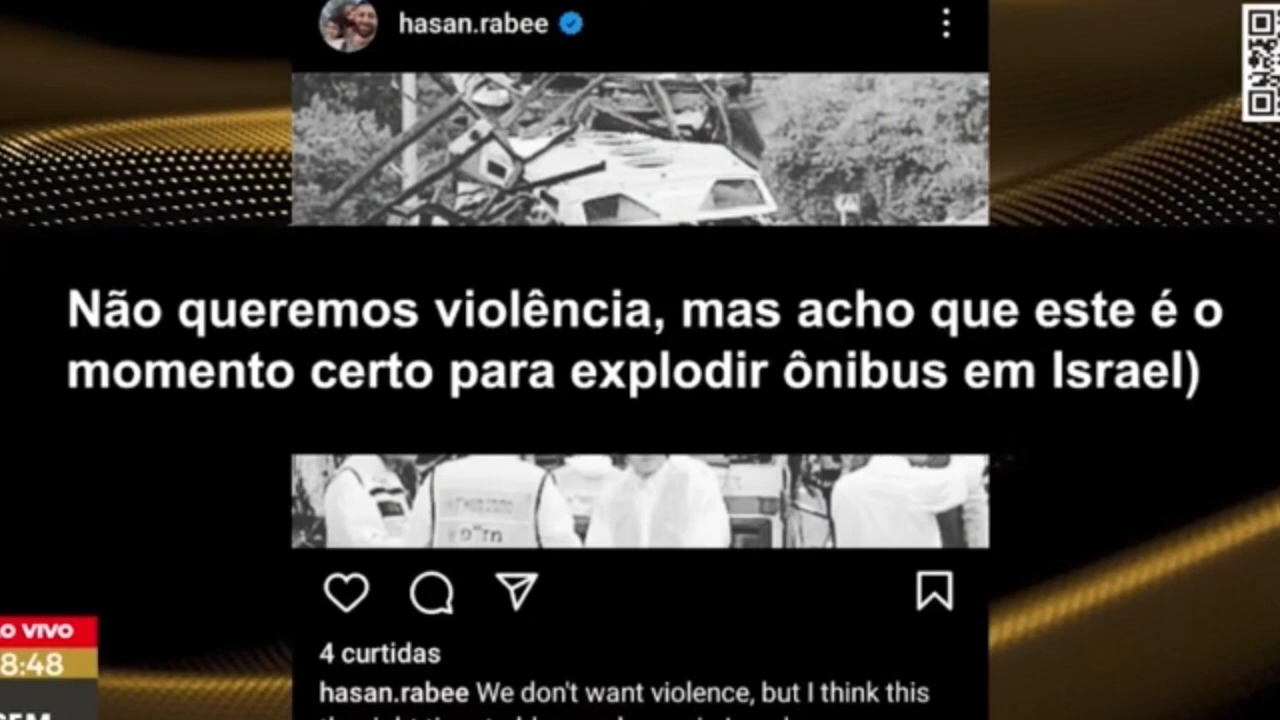 hasan.rabee
Não queremos violência, mas acho que este é o
momento certo para explodir ônibus em Israel)
4 curtidas
O VIVO
8:48
hasan.rabee We don't want violence, but I think this